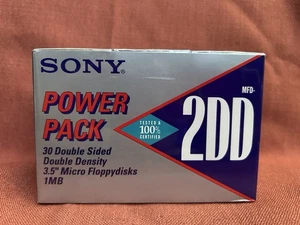 SONY
POWER
PACK
30 Double Sided
Double Density
3.5" Micro Floppydisks
1MB
TESTED &
100%
CERTIFIED
MFD-
2DD